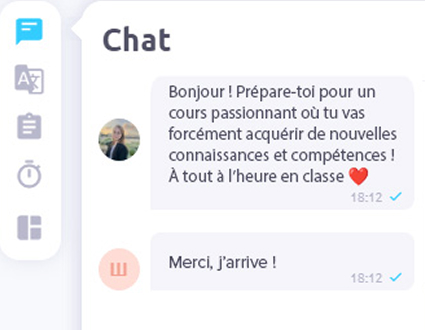 Chat
Bonjour ! Prépare-toi pour un
cours passionnant où tu vas
forcément acquérir de nouvelles
connaissances et compétences !
À tout à l'heure en classe ❤️
18:12
Ш
Merci, j'arrive !
18:12